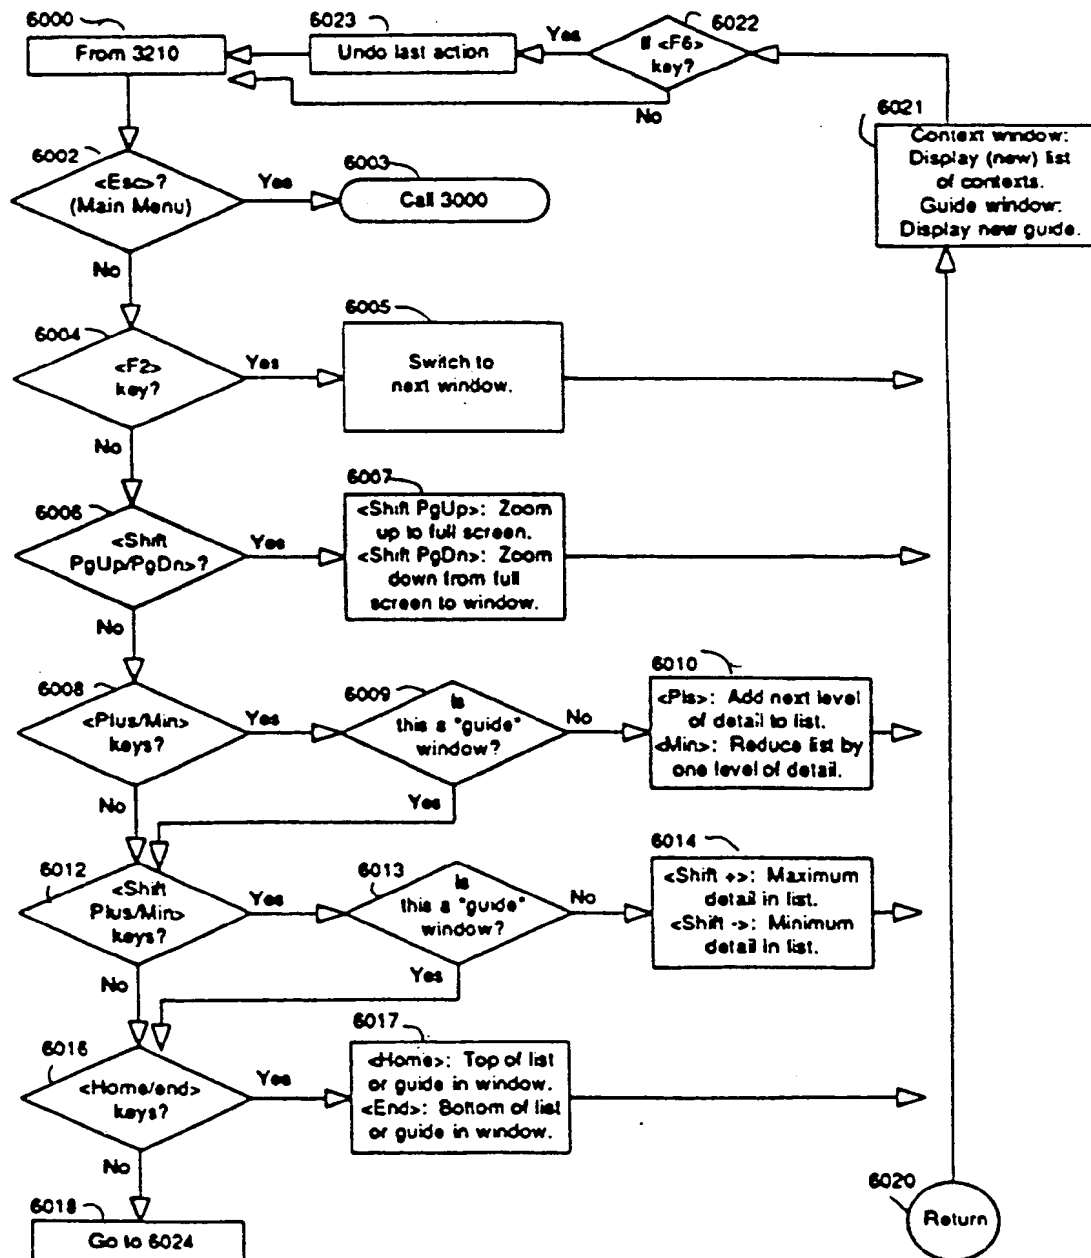 6000
From 3210
6023
Undo last action
Yes
6022
If <F6>
key?
No
6021
Context window:
Display (new) list
of contexts.
Guide window:
Display new guide.
6002
<Esc>?
(Main Menu)
Yes
6003
Call 3000
No
6004
<F2>
key?
Yes
6005
Switch to
next window.
No
6006
<Shift
PgUp/PgDn>?
Yes
6007
<Shift PgUp>: Zoom
up to full screen.
<Shift PgDn>: Zoom
down from full
screen to window.
No
6008
<Plus/Min>
keys?
Yes
6009
Is
this a "guide"
window?
No
6010
<Pls>: Add next level
of detail to list.
<Min>: Reduce list by
one level of detail.
No
Yes
6012
<Shift
Plus/Min>
keys?
Yes
6013
Is
this a "guide"
window?
No
6014
<Shift +>: Maximum
detail in list.
<Shift ->: Minimum
detail in list.
No
Yes
6016
<Home/end>
keys?
Yes
6017
<Home>: Top of list
or guide in window.
<End>: Bottom of list
or guide in window.
No
6018
Go to 6024
6020
Return